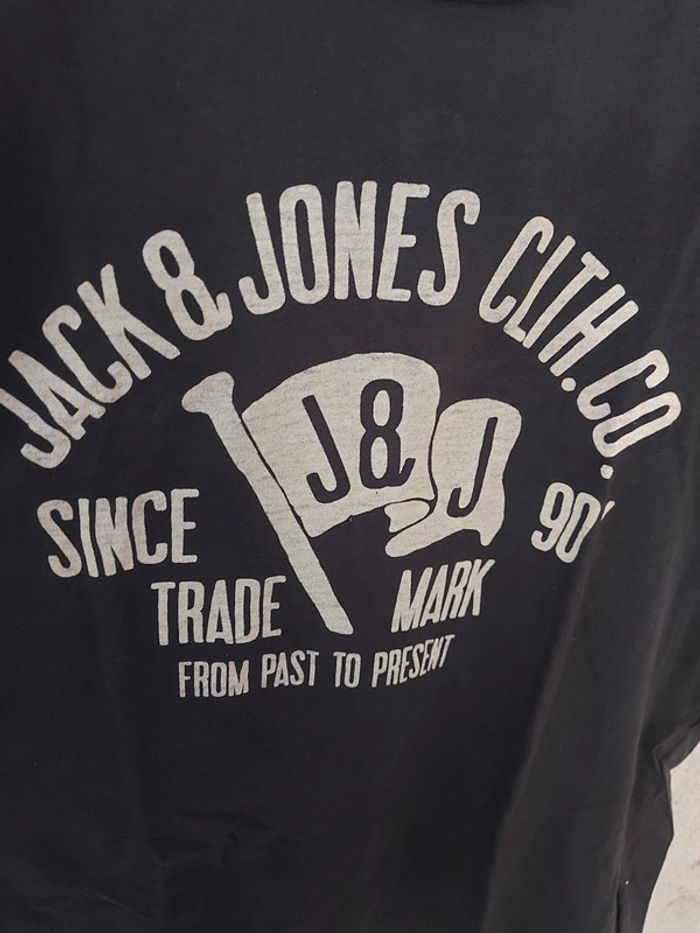 JACK & JONES CLTH.CO.
J & J
SINCE 90'
TRADE MARK
FROM PAST TO PRESENT